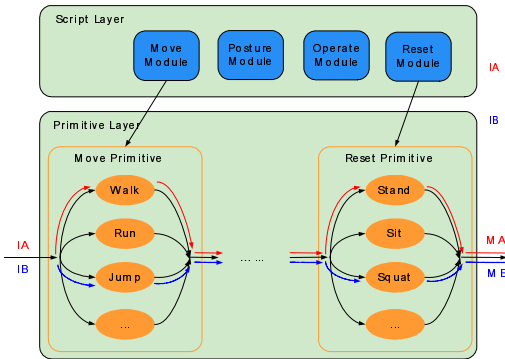 Script Layer
Move
Module
Posture
Module
Operate
Module
Reset
Module
IA
IB
Primitive Layer
Move Primitive
Reset Primitive
Walk
Run
Jump
...
Stand
Sit
Squat
...
IA
IB
... ...
MA
MB